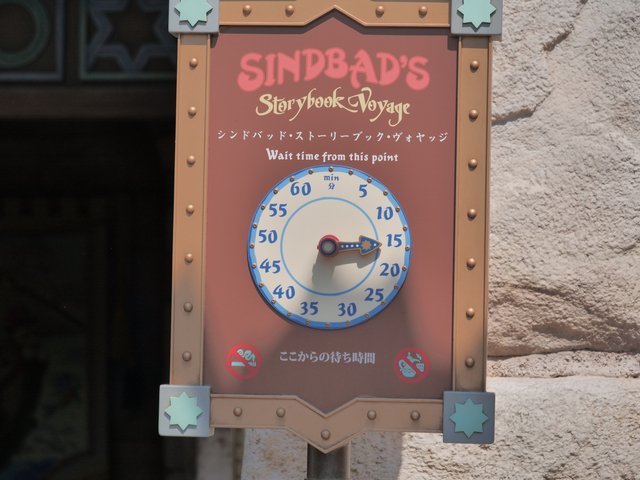 SINDBAD'S
Storybook Voyage
シンドバッド・ストーリーブック・ヴォヤッジ
Wait time from this point
min
分
5
10
15
20
25
30
35
40
45
50
55
60
ここからの待ち時間